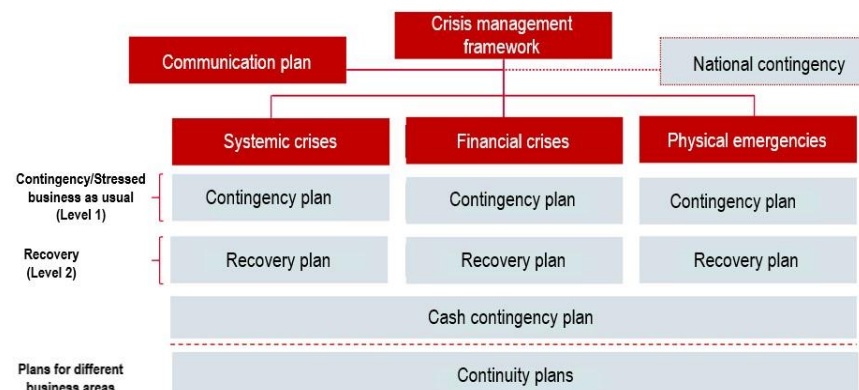 Crisis management
framework
Communication plan
National contingency
Systemic crises
Financial crises
Physical emergencies
Contingency/Stressed
business as usual
(Level 1)
Contingency plan
Contingency plan
Contingency plan
Recovery
(Level 2)
Recovery plan
Recovery plan
Recovery plan
Cash contingency plan
Plans for different
business areas
Continuity plans